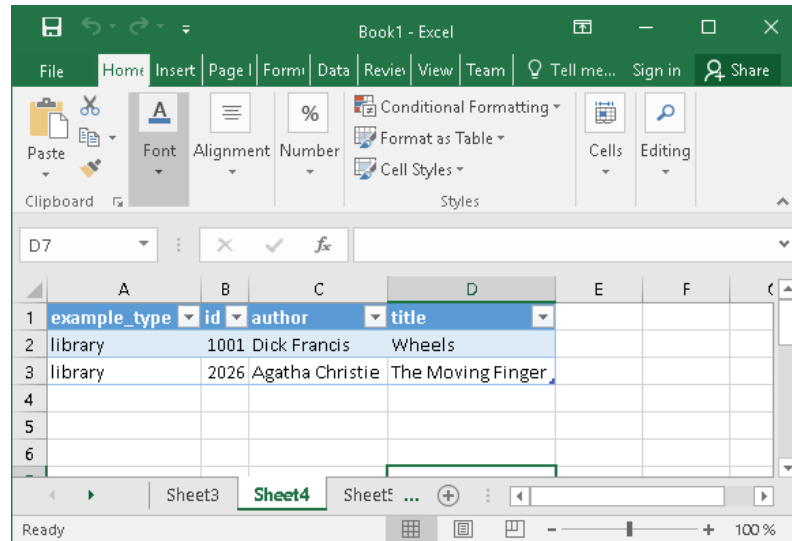 Book1 - Excel
File Home Insert Page l Formu Data Review View Team Tell me... Sign in Share
Paste
Clipboard
A
Font
Alignment
%
Number
Conditional Formatting
Format as Table
Cell Styles
Styles
Cells
Editing
D7 fx
A B C D E F
1 example_type id author title
2 library 1001 Dick Francis Wheels
3 library 2026 Agatha Christie The Moving Finger
4
5
6
Sheet3 Sheet4 Sheet5 ...
Ready 100%